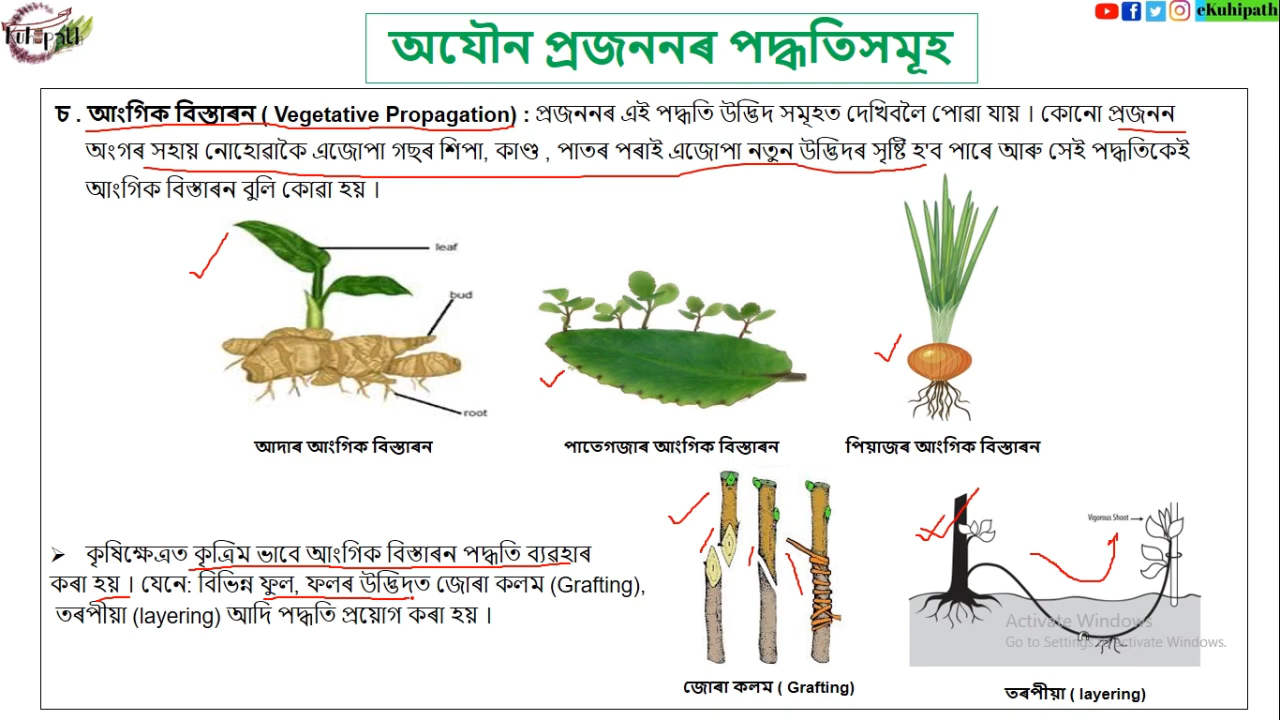 Kuhipath
eKuhipath
অযৌন প্ৰজননৰ পদ্ধতিসমূহ
চ . আংগিক বিস্তাৰন ( Vegetative Propagation) : প্ৰজননৰ এই পদ্ধতি উদ্ভিদ সমূহত দেখিবলৈ পোৱা যায় । কোনো প্ৰজনন
অংগৰ সহায় নোহোৱাকৈ এজোপা গছৰ শিপা, কাণ্ড , পাতৰ পৰাই এজোপা নতুন উদ্ভিদৰ সৃষ্টি হ'ব পাৰে আৰু সেই পদ্ধতিকেই
আংগিক বিস্তাৰন বুলি কোৱা হয় ।
leaf
bud
root
আদাৰ আংগিক বিস্তাৰন
পাতেগজাৰ আংগিক বিস্তাৰন
পিয়াজৰ আংগিক বিস্তাৰন
➢ কৃষিক্ষেত্ৰত কৃত্ৰিম ভাবে আংগিক বিস্তাৰন পদ্ধতি ব্যৱহাৰ
কৰা হয় । যেনে: বিভিন্ন ফুল, ফলৰ উদ্ভিদত জোৰা কলম (Grafting),
তৰপীয়া (layering) আদি পদ্ধতি প্ৰয়োগ কৰা হয় ।
Vigorous Shoot
Activate Windows
Go to Settings to activate Windows.
জোৰা কলম ( Grafting)
তৰপীয়া ( layering)